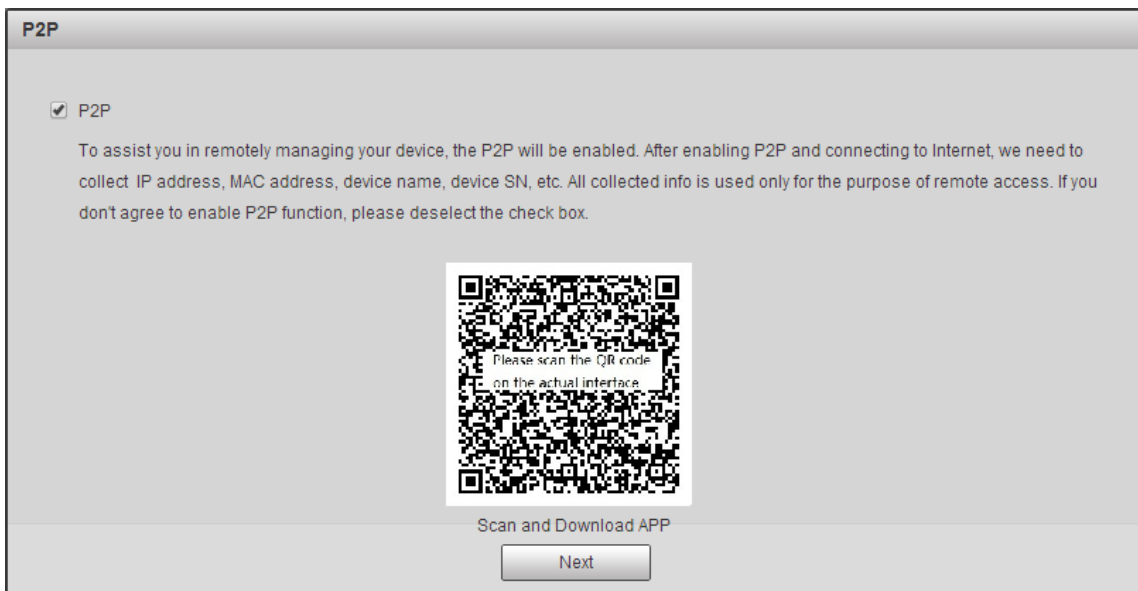 P2P
P2P
To assist you in remotely managing your device, the P2P will be enabled. After enabling P2P and connecting to Internet, we need to
collect IP address, MAC address, device name, device SN, etc. All collected info is used only for the purpose of remote access. If you
don't agree to enable P2P function, please deselect the check box.
Please scan the QR code
on the actual interface
Scan and Download APP
Next